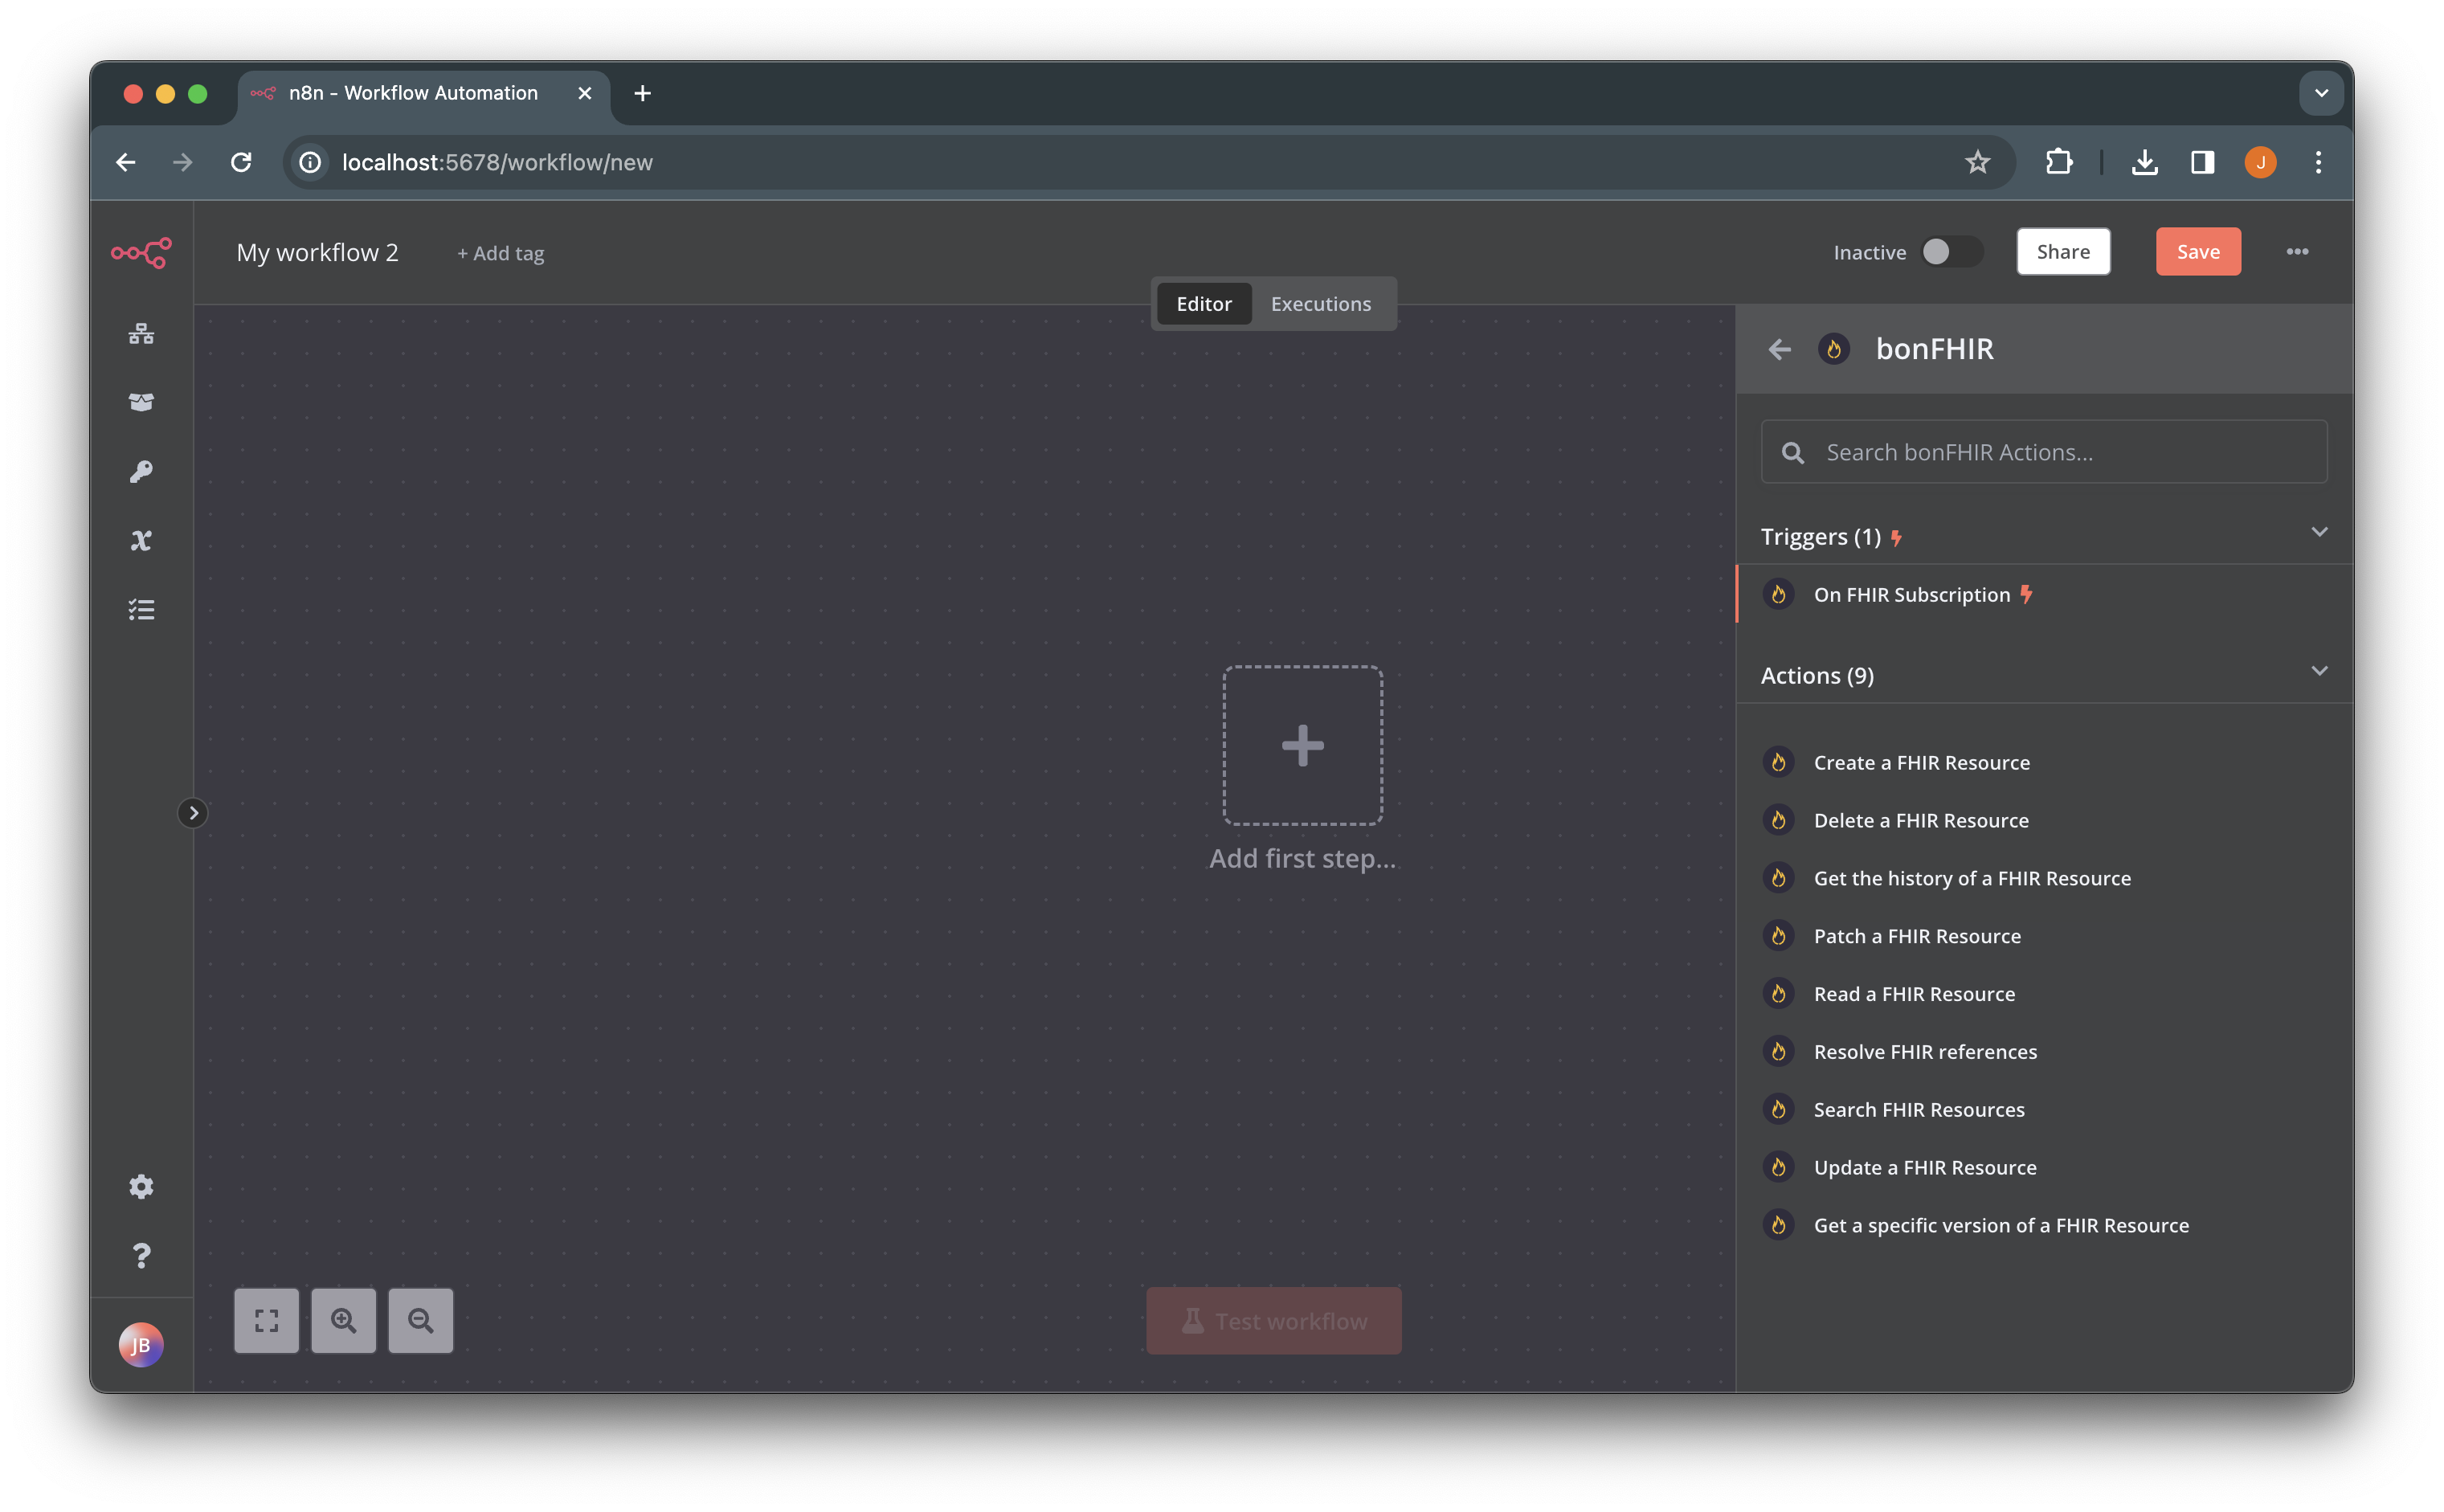 n8n - Workflow Automation
localhost:5678/workflow/new
J
My workflow 2
+ Add tag
Inactive
Share
Save
Editor
Executions
bonFHIR
Search bonFHIR Actions...
Triggers (1)
On FHIR Subscription
Actions (9)
Create a FHIR Resource
Delete a FHIR Resource
Get the history of a FHIR Resource
Patch a FHIR Resource
Read a FHIR Resource
Resolve FHIR references
Search FHIR Resources
Update a FHIR Resource
Get a specific version of a FHIR Resource
Add first step...
Test workflow
JB